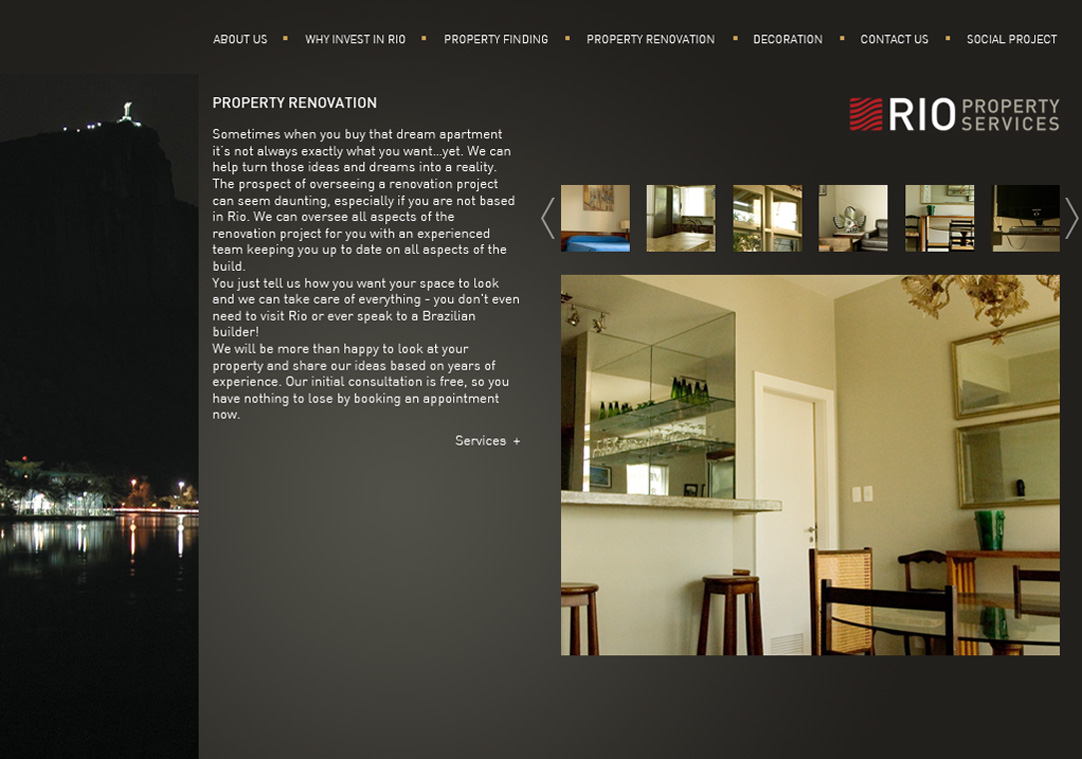 ABOUT US ▪ WHY INVEST IN RIO ▪ PROPERTY FINDING ▪ PROPERTY RENOVATION ▪ DECORATION ▪ CONTACT US ▪ SOCIAL PROJECT
RIO PROPERTY
SERVICES
PROPERTY RENOVATION
Sometimes when you buy that dream apartment
it's not always exactly what you want...yet. We can
help turn those ideas and dreams into a reality.
The prospect of overseeing a renovation project
can seem daunting, especially if you are not based
in Rio. We can oversee all aspects of the
renovation project for you with an experienced
team keeping you up to date on all aspects of the
build.
You just tell us how you want your space to look
and we can take care of everything - you don't even
need to visit Rio or ever speak to a Brazilian
builder!
We will be more than happy to look at your
property and share our ideas based on years of
experience. Our initial consultation is free, so you
have nothing to lose by booking an appointment
now.
Services +